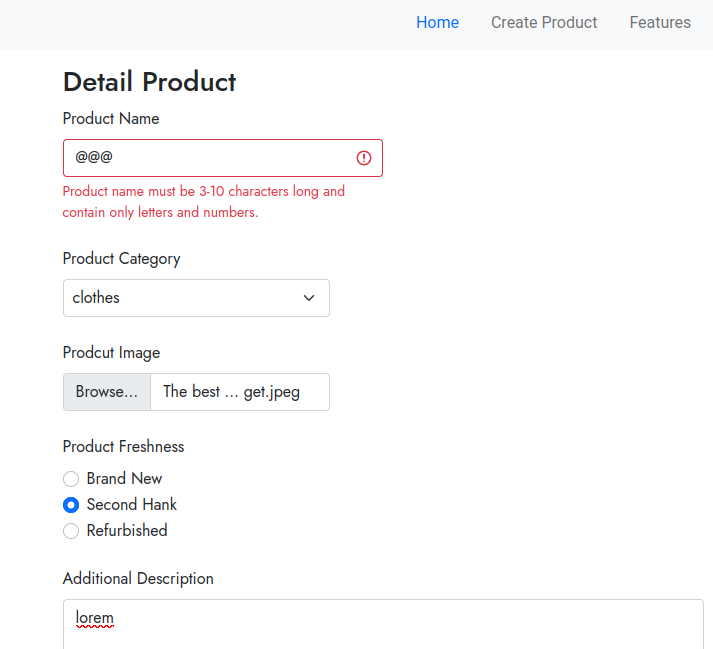 Home Create Product Features
Detail Product
Product Name
@@@
Product name must be 3-10 characters long and
contain only letters and numbers.
Product Category
clothes
Prodcut Image
Browse... The best ... get.jpeg
Product Freshness
Brand New
Second Hank
Refurbished
Additional Description
lorem